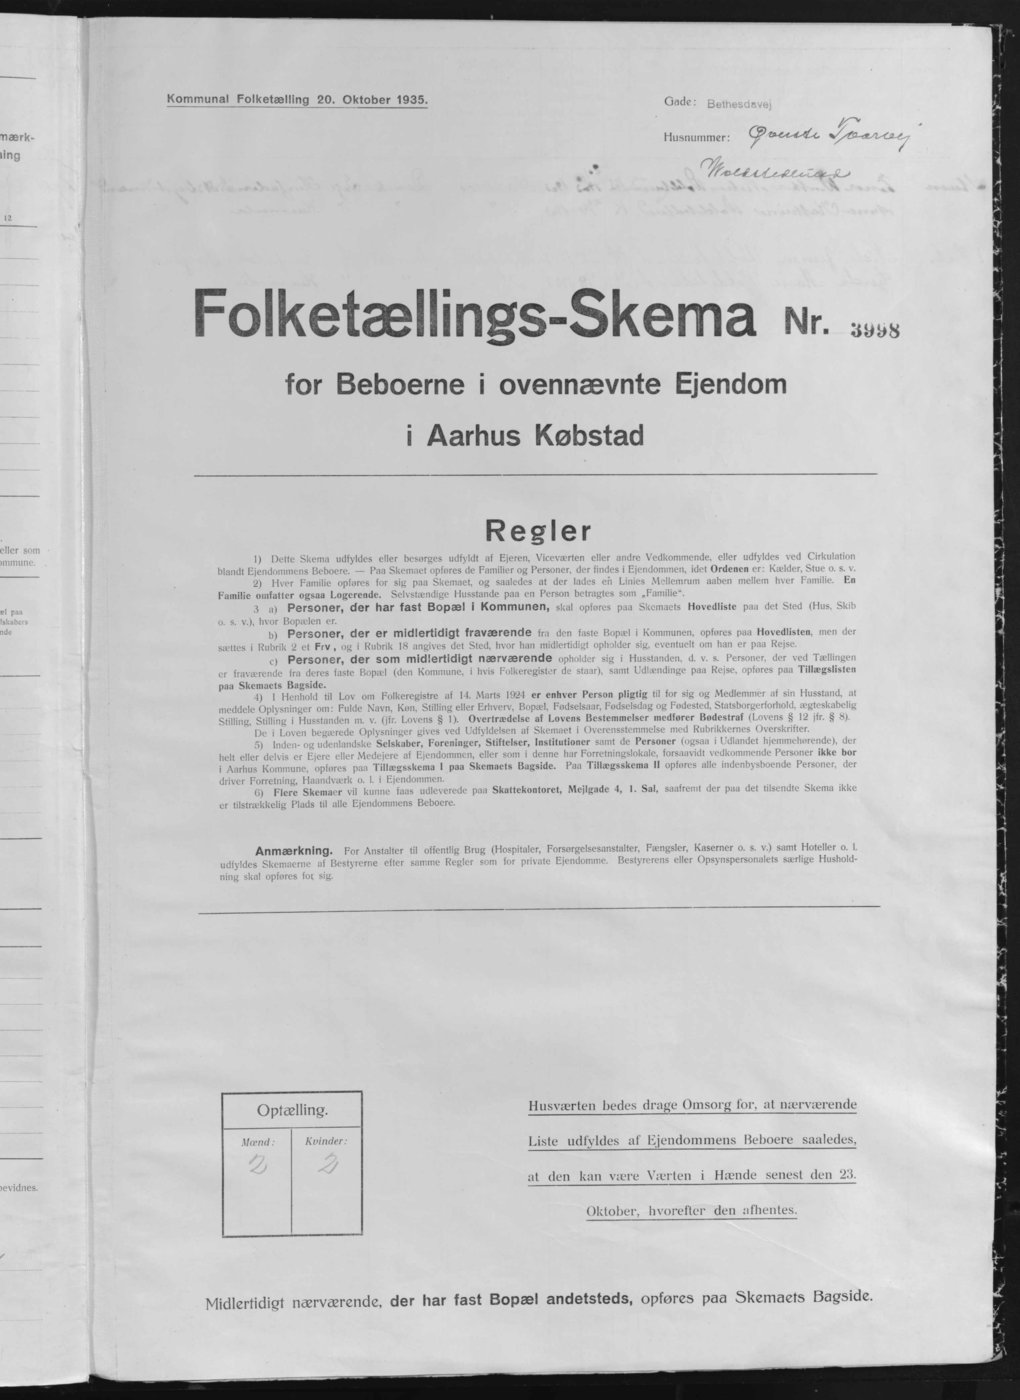 mærk-
ning
12
eller som
ommune.
el paa
lskabers
nde
bevidnes.
Kommunal Folketælling 20. Oktober 1935.
Gade: Bethesdavej
Husnummer:
Folketællings-Skema Nr. 3998
for Beboerne i ovennævnte Ejendom
i Aarhus Købstad
Regler
1) Dette Skema udfyldes eller besørges udfyldt af Ejeren, Viceværten eller andre Vedkommende, eller udfyldes ved Cirkulation
blandt Ejendommens Beboere. — Paa Skemaet opføres de Familier og Personer, der findes i Ejendommen, idet Ordenen er: Kælder, Stue o. s. v.
2) Hver Familie opføres for sig paa Skemaet, og saaledes at der lades en Linies Mellemrum aaben mellem hver Familie. En
Familie omfatter ogsaa Logerende. Selvstændige Husstande paa en Person betragtes som „Familie“.
3 a) Personer, der har fast Bopæl i Kommunen, skal opføres paa Skemaets Hovedliste paa det Sted (Hus, Skib
o. s. v.), hvor Bopælen er.
b) Personer, der er midlertidigt fraværende fra den faste Bopæl i Kommunen, opføres paa Hovedlisten, men der
sættes i Rubrik 2 et Frv., og i Rubrik 18 angives det Sted, hvor han midlertidigt opholder sig, eventuelt om han er paa Rejse.
c) Personer, der som midlertidigt nærværende opholder sig i Husstanden, d. v. s. Personer, der ved Tællingen
er fraværende fra deres faste Bopæl (den Kommune, i hvis Folkeregister de staar), samt Udlændinge paa Rejse, opføres paa Tillægslisten
paa Skemaets Bagside.
4) I Henhold til Lov om Folkeregistre af 14. Marts 1924 er enhver Person pligtig til for sig og Medlemmer af sin Husstand, at
meddele Oplysninger om: Fulde Navn, Køn, Stilling eller Erhverv, Bopæl, Fødselsaar, Fødselsdag og Fødested, Statsborgerforhold, ægteskabelig
Stilling, Stilling i Husstanden m. v. (jfr. Lovens § 1). Overtrædelse af Lovens Bestemmelser medfører Bødestraf (Lovens § 12 jfr. § 8).
De i Loven begærede Oplysninger gives ved Udfyldelsen af Skemaet i Overensstemmelse med Rubrikkernes Overskrifter.
5) Inden- og udenlandske Selskaber, Foreninger, Stiftelser, Institutioner samt de Personer (ogsaa i Udlandet hjemmehørende), der
helt eller delvis er Ejere eller Medejere af Ejendommen, eller som i denne har Forretningslokale, forsaavidt vedkommende Personer ikke bor
i Aarhus Kommune, opføres paa Tillægsskema I paa Skemaets Bagside. Paa Tillægsskema II opføres alle indenbysboende Personer, der
driver Forretning, Haandværk o. l. i Ejendommen.
6) Flere Skemaer vil kunne faas udleverede paa Skattekontoret, Mejlgade 4, 1. Sal, saafremt der paa det tilsendte Skema ikke
er tilstrækkelig Plads til alle Ejendommens Beboere.
Anmærkning. For Anstalter til offentlig Brug (Hospitaler, Forsørgelsesanstalter, Fængsler, Kaserner o. s. v.) samt Hoteller o. l.
udfyldes Skemaerne af Bestyrerne efter samme Regler som for private Ejendomme. Bestyrerens eller Opsynspersonalets særlige Hushold-
ning skal opføres for sig.
Optælling.
Mænd: Kvinder:
2 2
Husværten bedes drage Omsorg for, at nærværende
Liste udfyldes af Ejendommens Beboere saaledes,
at den kan være Værten i Hænde senest den 23.
Oktober, hvorefter den afhentes.
Midlertidigt nærværende, der har fast Bopæl andetsteds, opføres paa Skemaets Bagside.